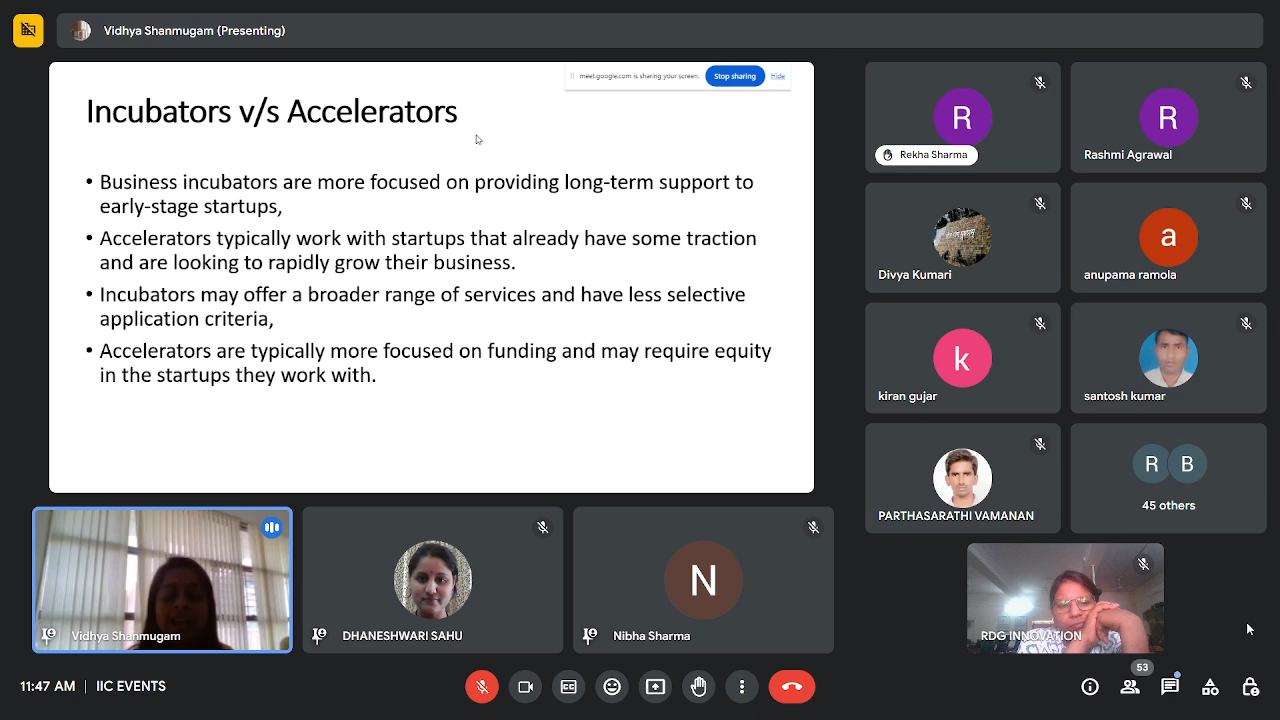 Vidhya Shanmugam (Presenting)
meet.google.com is sharing your screen.
Stop sharing
Hide
Incubators v/s Accelerators
• Business incubators are more focused on providing long-term support to
early-stage startups,
• Accelerators typically work with startups that already have some traction
and are looking to rapidly grow their business.
• Incubators may offer a broader range of services and have less selective
application criteria,
• Accelerators are typically more focused on funding and may require equity
in the startups they work with.
R
Rekha Sharma
R
Rashmi Agrawal
Divya Kumari
a
anupama ramola
k
kiran gujar
santosh kumar
PARTHASARATHI VAMANAN
R B
45 others
Vidhya Shanmugam
DHANESHWARI SAHU
N
Nibha Sharma
RDG INNOVATION
11:47 AM | IIC EVENTS
53